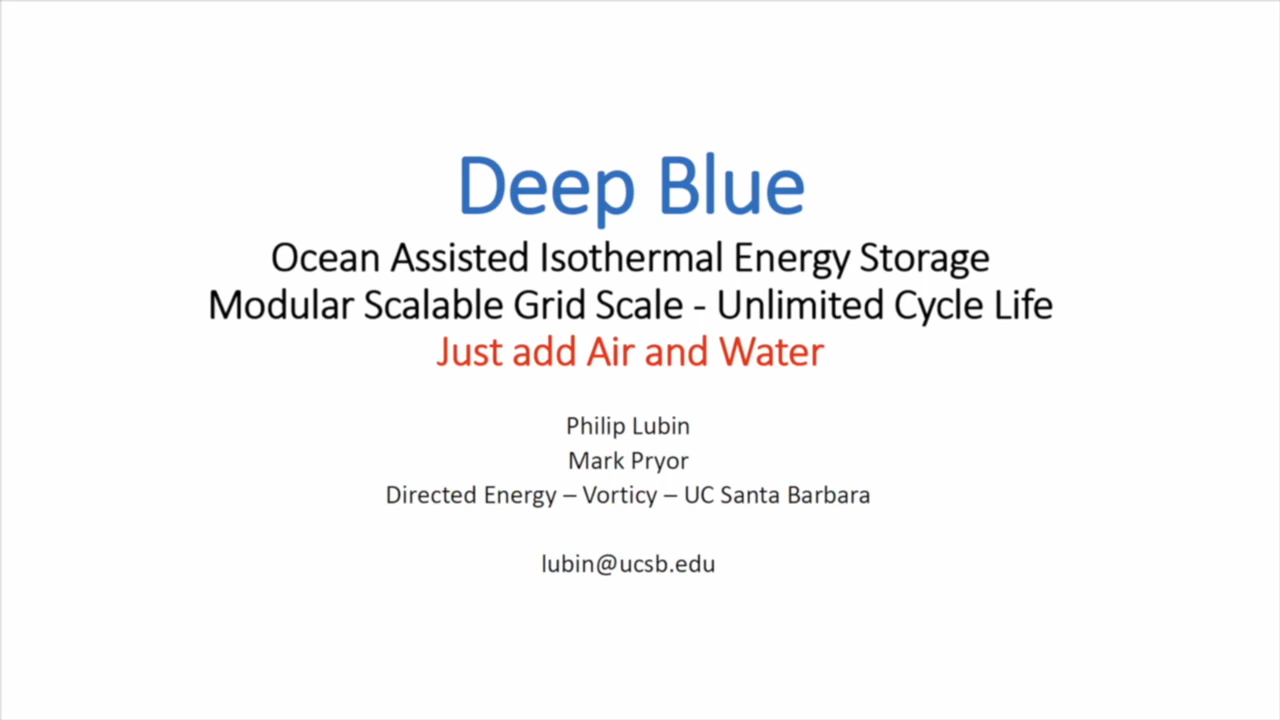 Deep Blue
Ocean Assisted Isothermal Energy Storage
Modular Scalable Grid Scale - Unlimited Cycle Life
Just add Air and Water
Philip Lubin
Mark Pryor
Directed Energy – Vorticy – UC Santa Barbara
lubin@ucsb.edu